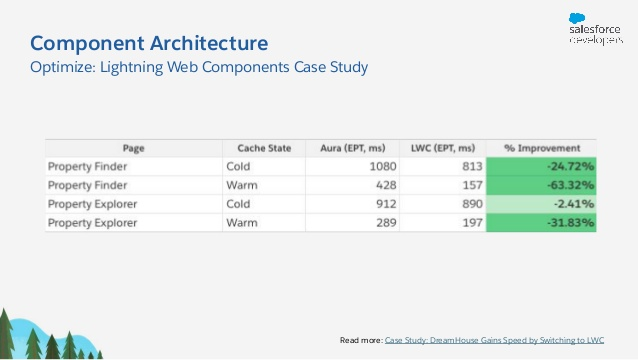 salesforce
developers
Component Architecture
Optimize: Lightning Web Components Case Study
Page Cache State Aura (EPT, ms) LWC (EPT, ms) % Improvement
Property Finder Cold 1080 813 -24.72%
Property Finder Warm 428 157 -63.32%
Property Explorer Cold 912 890 -2.41%
Property Explorer Warm 289 197 -31.83%
Read more: Case Study: DreamHouse Gains Speed by Switching to LWC